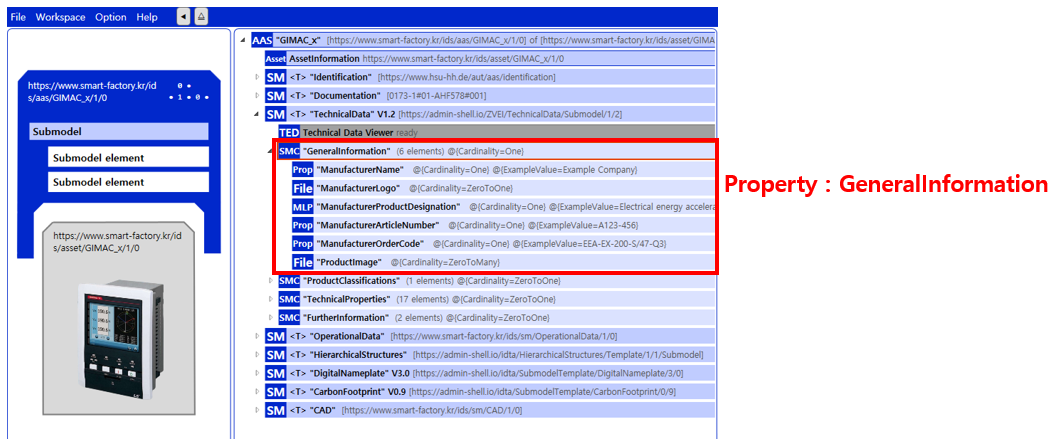 File Workspace Option Help
https://www.smart-factory.kr/id
s/aas/GIMAC_x/1/0
Submodel
Submodel element
Submodel element
https://www.smart-factory.kr/id
s/asset/GIMAC_x/1/0
AAS "GIMAC_x" [https://www.smart-factory.kr/ids/aas/GIMAC_x/1/0] of [https://www.smart-factory.kr/ids/asset/GIMA
Asset AssetInformation https://www.smart-factory.kr/ids/asset/GIMAC_x/1/0
SM <T> "Identification" [https://www.hsu-hh.de/aut/aas/identification]
SM <T> "Documentation" [0173-1#01-AHF578#001]
SM <T> "TechnicalData" V1.2 [https://admin-shell.io/ZVEI/TechnicalData/Submodel/1/2]
TED Technical Data Viewer ready
SMC "GeneralInformation" (6 elements) @{Cardinality=One}
Prop "ManufacturerName" @{Cardinality=One} @{ExampleValue=Example Company}
File "ManufacturerLogo" @{Cardinality=ZeroToOne}
MLP "ManufacturerProductDesignation" @{Cardinality=One} @{ExampleValue=Electrical energy accelera
Prop "ManufacturerArticleNumber" @{Cardinality=One} @{ExampleValue=A123-456}
Prop "ManufacturerOrderCode" @{Cardinality=One} @{ExampleValue=EEA-EX-200-S/47-Q3}
File "ProductImage" @{Cardinality=ZeroToMany}
SMC "ProductClassifications" (1 elements) @{Cardinality=ZeroToOne}
SMC "TechnicalProperties" (17 elements) @{Cardinality=ZeroToOne}
SMC "FurtherInformation" (2 elements) @{Cardinality=ZeroToOne}
SM <T> "OperationalData" [https://www.smart-factory.kr/ids/sm/OperationalData/1/0]
SM <T> "HierarchicalStructures" [https://admin-shell.io/idta/HierarchicalStructures/Template/1/1/Submodel]
SM <T> "DigitalNameplate" V3.0 [https://admin-shell.io/idta/SubmodelTemplate/DigitalNameplate/3/0]
SM <T> "CarbonFootprint" V0.9 [https://admin-shell.io/idta/SubmodelTemplate/CarbonFootprint/0/9]
SM <T> "CAD" [https://www.smart-factory.kr/ids/sm/CAD/1/0]
Property : GeneralInformation